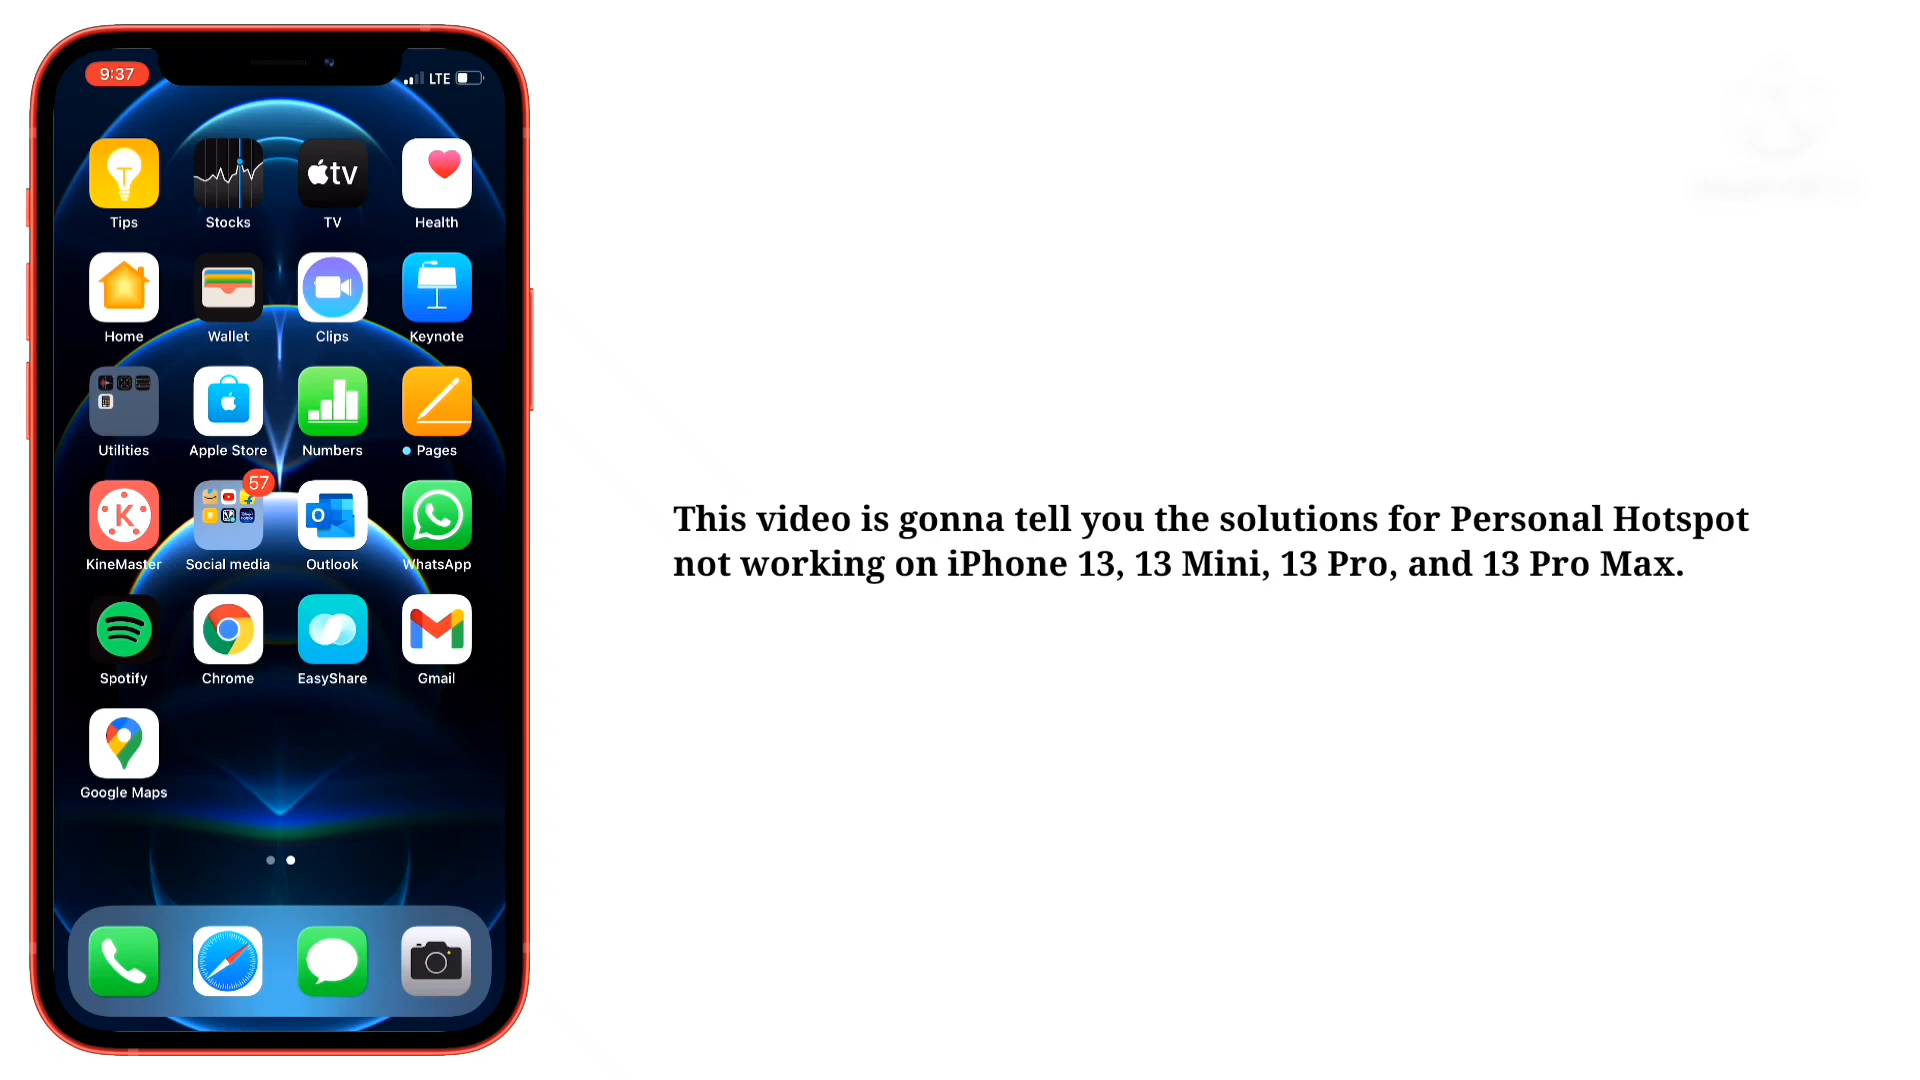 9:37
LTE
tv
Tips
Stocks
TV
Health
Home
Wallet
Clips
Keynote
Utilities
Apple Store
Numbers
Pages
57
KineMaster
Social media
Outlook
WhatsApp
Spotify
Chrome
EasyShare
Gmail
Google Maps
This video is gonna tell you the solutions for Personal Hotspot
not working on iPhone 13, 13 Mini, 13 Pro, and 13 Pro Max.